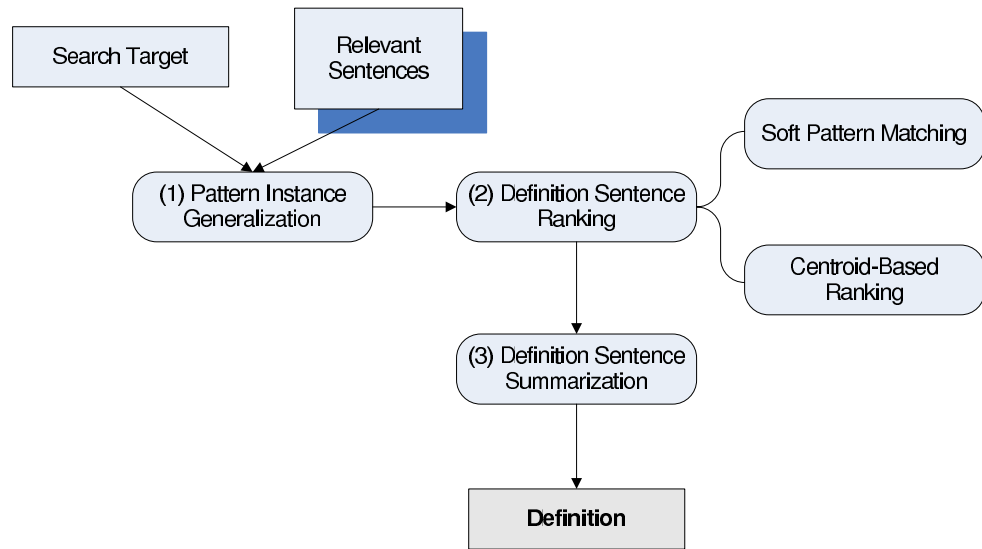 Search Target
Relevant
Sentences
Soft Pattern Matching
(1) Pattern Instance
Generalization
(2) Definition Sentence
Ranking
Centroid-Based
Ranking
(3) Definition Sentence
Summarization
Definition